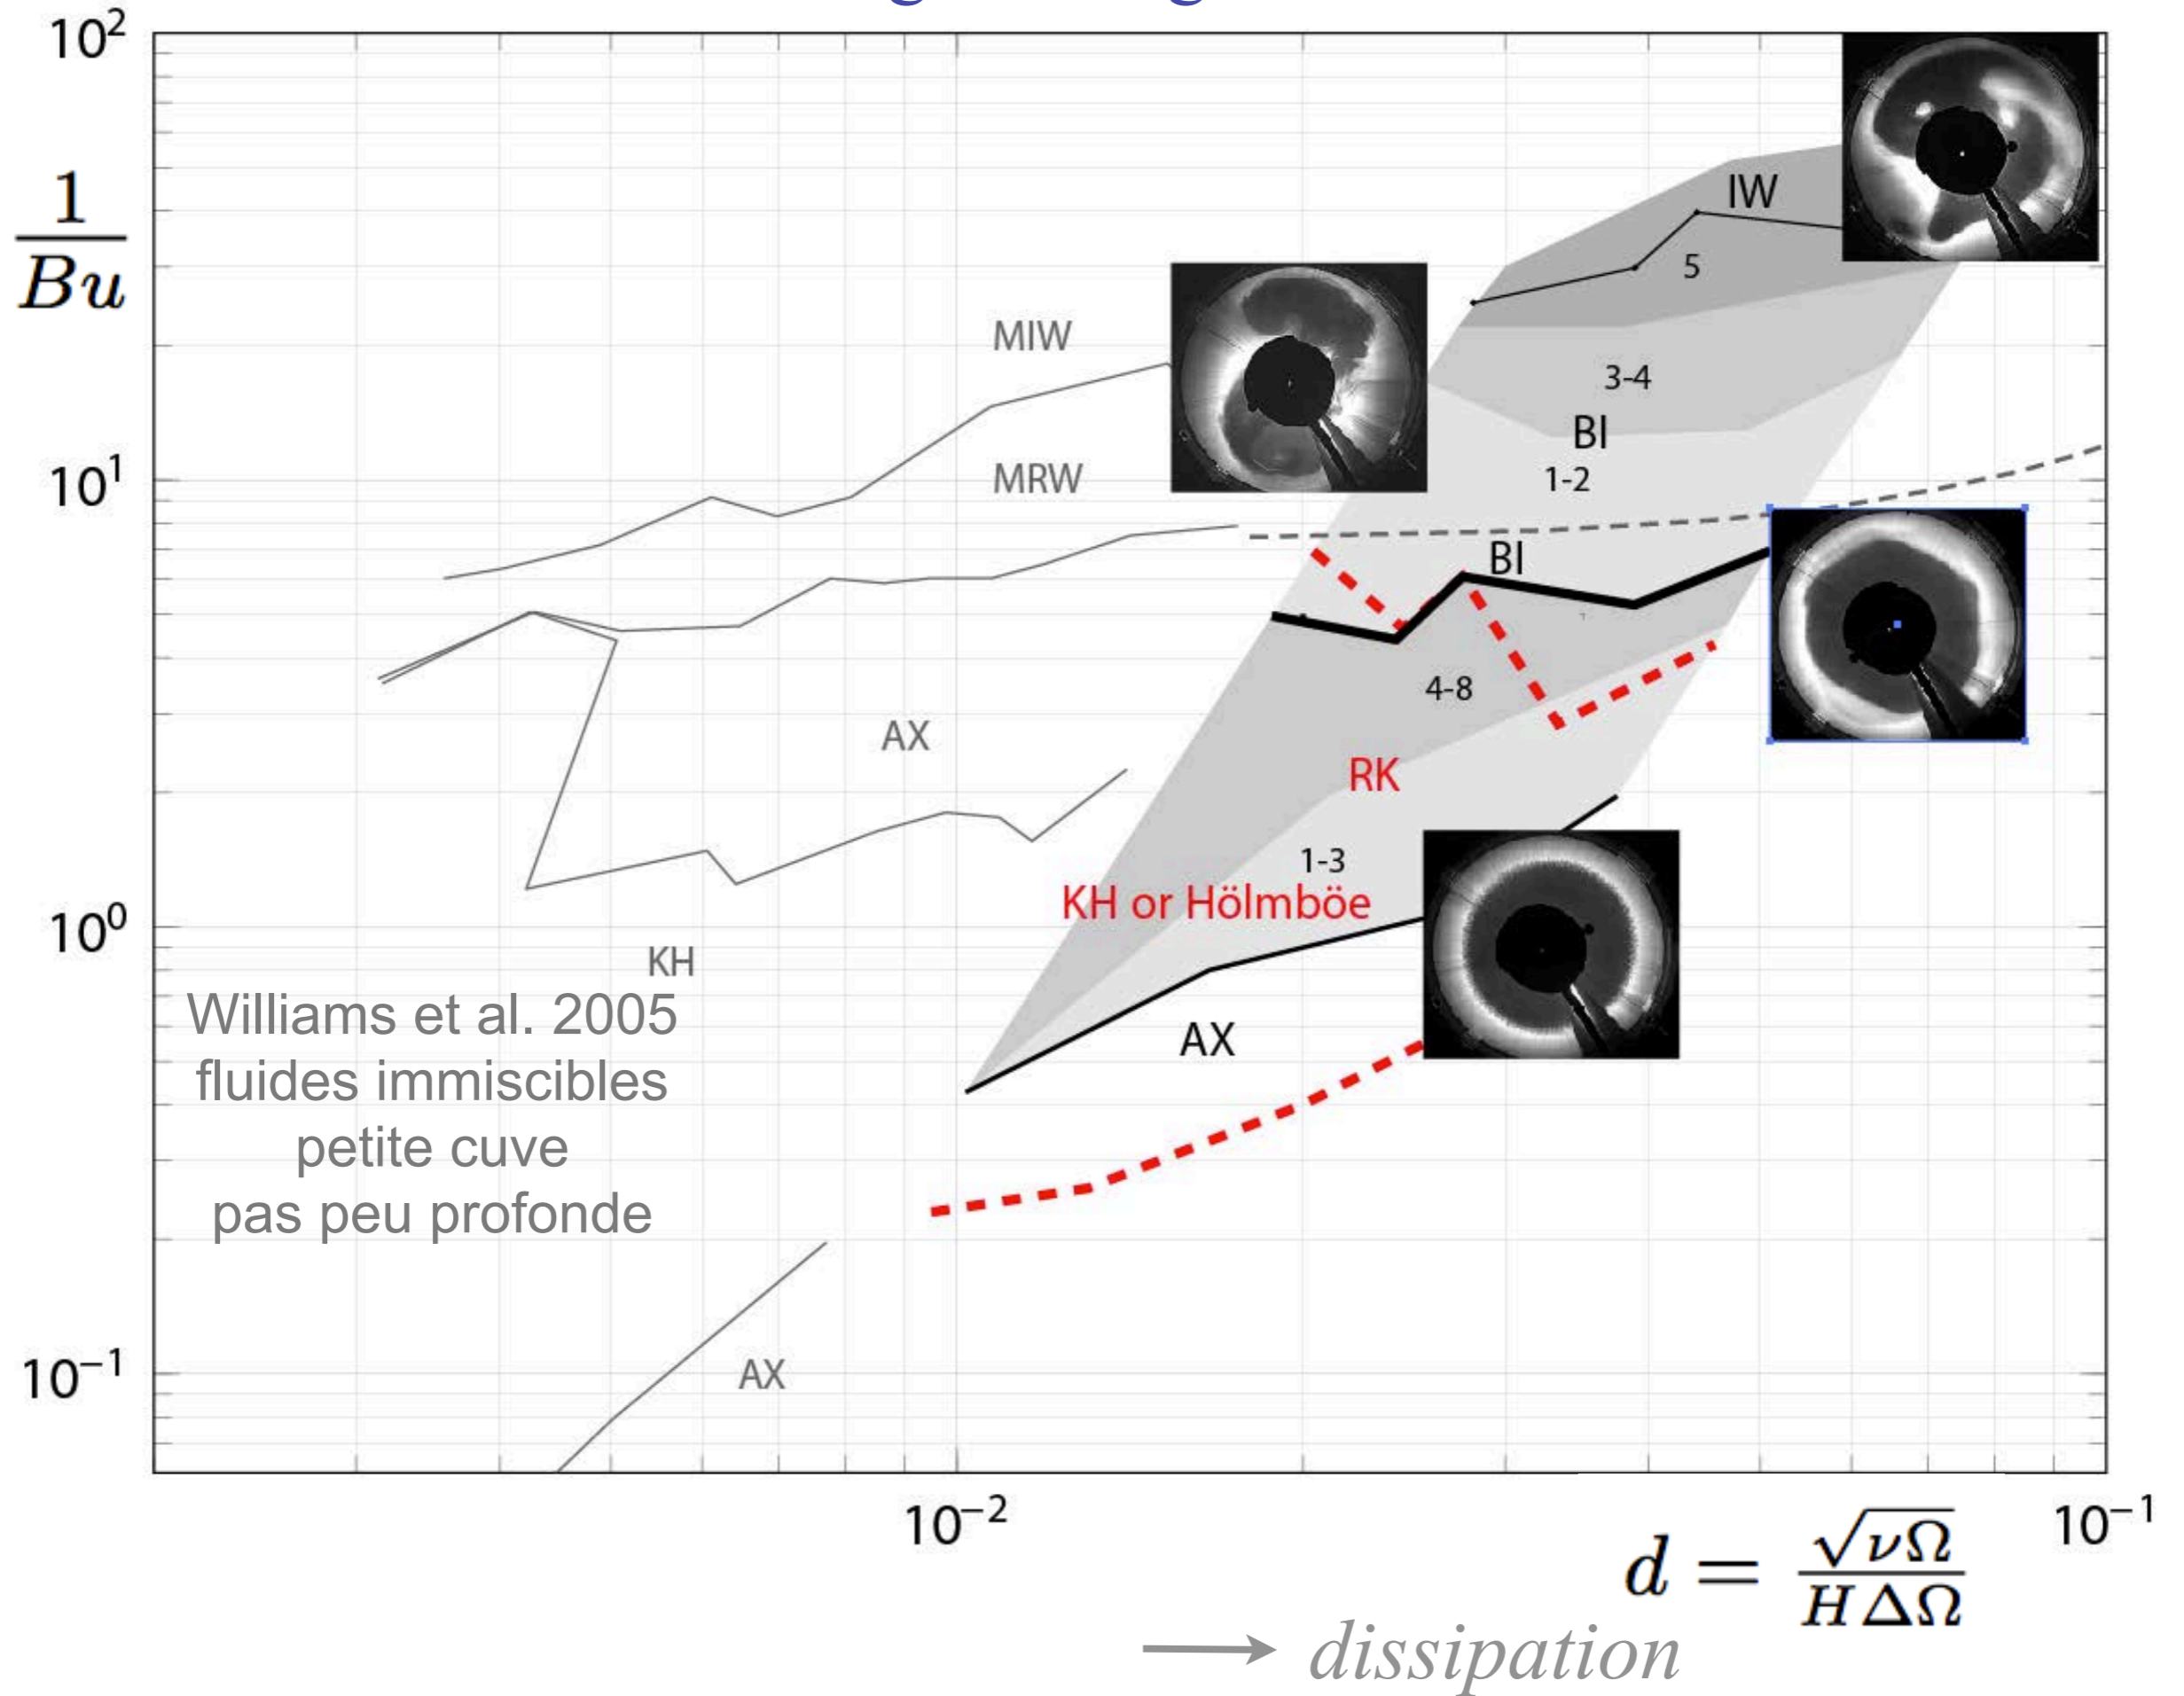 10²
1
Bu
IW
5
MIW
3-4
BI
10¹
MRW
1-2
BI
4-8
AX
RK
1-3
KH or Hölmböe
10⁰
KH
Williams et al. 2005
fluides immiscibles
petite cuve
pas peu profonde
AX
10⁻¹
AX
10⁻²
10⁻¹
d = √νΩ / HΔΩ
dissipation